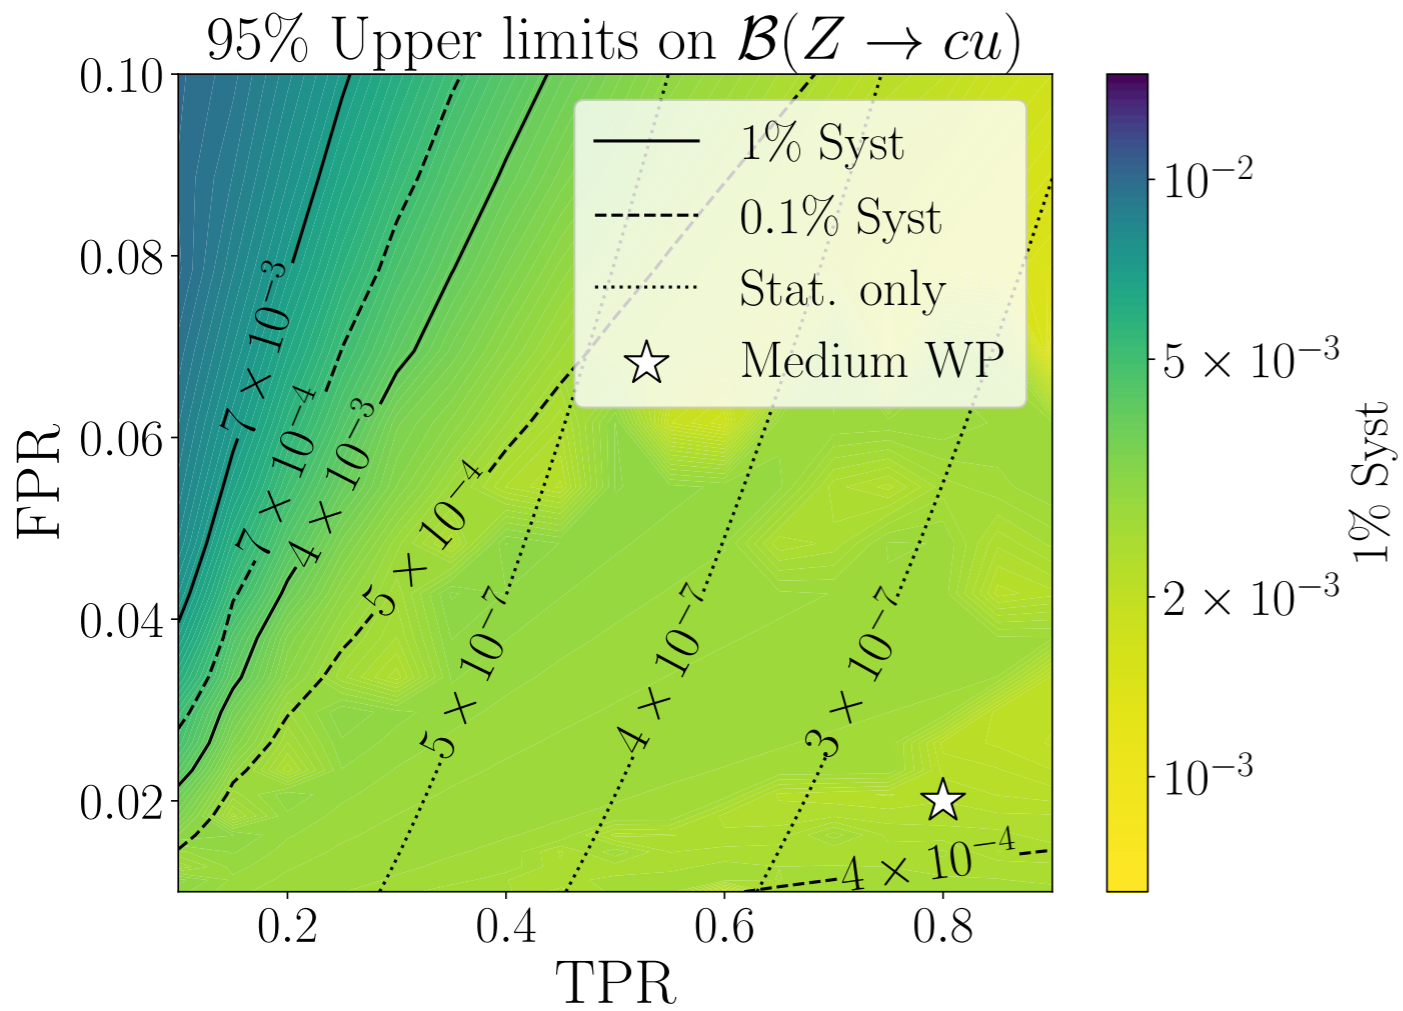 95% Upper limits on ℬ(Z → cu)
0.10
0.08
0.06
0.04
0.02
FPR
0.2
0.4
0.6
0.8
TPR
1% Syst
0.1% Syst
Stat. only
Medium WP
7 × 10⁻³
7 × 10⁻⁴
4 × 10⁻³
5 × 10⁻⁴
5 × 10⁻⁷
4 × 10⁻⁷
3 × 10⁻⁷
4 × 10⁻⁴
10⁻²
5 × 10⁻³
2 × 10⁻³
10⁻³
1% Syst